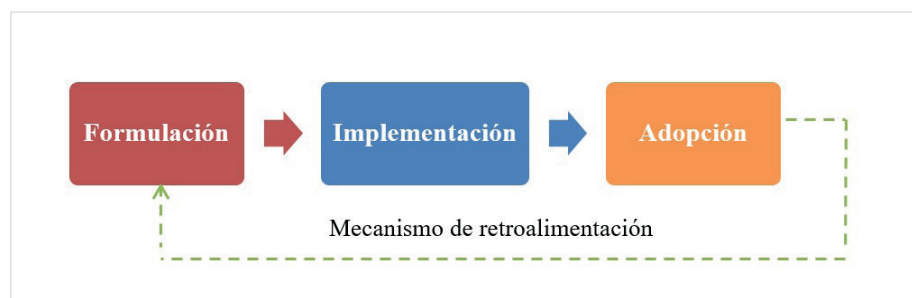 Formulación
Implementación
Adopción
Mecanismo de retroalimentación